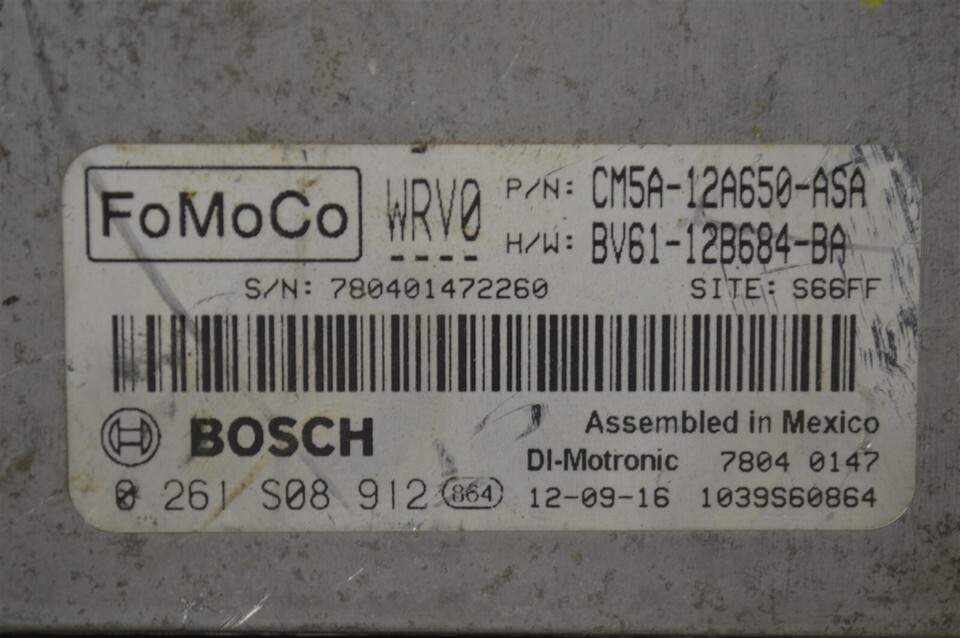 FoMoCo WRV0 P/N: CM5A-12A650-ASA
H/W: BV61-12B684-BA
S/N: 780401472260 SITE: S66FF
BOSCH Assembled in Mexico
DI-Motronic 7804 0147
0 261 S08 912 864 12-09-16 1039S60864